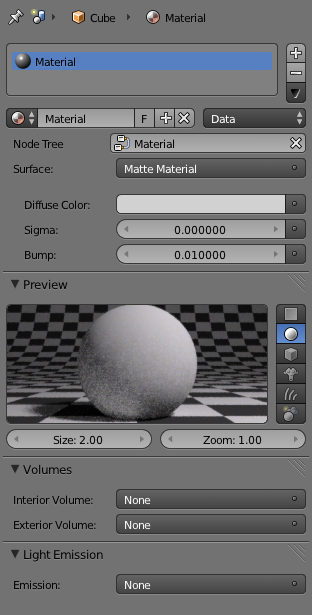 Cube Material
Material
Material F Data
Node Tree Material
Surface: Matte Material
Diffuse Color:
Sigma: 0.000000
Bump: 0.010000
Preview
Size: 2.00 Zoom: 1.00
Volumes
Interior Volume: None
Exterior Volume: None
Light Emission
Emission: None